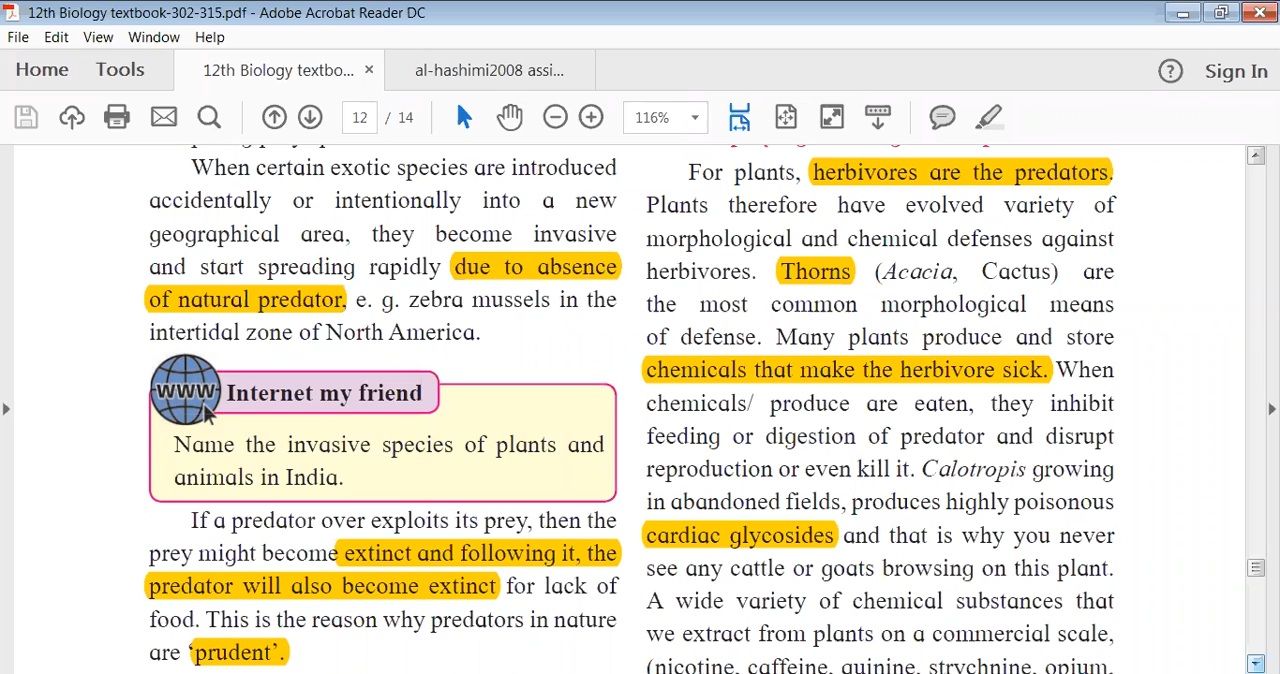 12th Biology textbook-302-315.pdf - Adobe Acrobat Reader DC
File Edit View Window Help
Home Tools 12th Biology textbo... × al-hashimi2008 assi... ? Sign In
12 / 14 116%
When certain exotic species are introduced
accidentally or intentionally into a new
geographical area, they become invasive
and start spreading rapidly due to absence
of natural predator, e. g. zebra mussels in the
intertidal zone of North America.
www Internet my friend
Name the invasive species of plants and
animals in India.
If a predator over exploits its prey, then the
prey might become extinct and following it, the
predator will also become extinct for lack of
food. This is the reason why predators in nature
are ‘prudent’.
For plants, herbivores are the predators.
Plants therefore have evolved variety of
morphological and chemical defenses against
herbivores. Thorns (Acacia, Cactus) are
the most common morphological means
of defense. Many plants produce and store
chemicals that make the herbivore sick. When
chemicals/ produce are eaten, they inhibit
feeding or digestion of predator and disrupt
reproduction or even kill it. Calotropis growing
in abandoned fields, produces highly poisonous
cardiac glycosides and that is why you never
see any cattle or goats browsing on this plant.
A wide variety of chemical substances that
we extract from plants on a commercial scale,
(nicotine, caffeine, quinine, strychnine, opium,